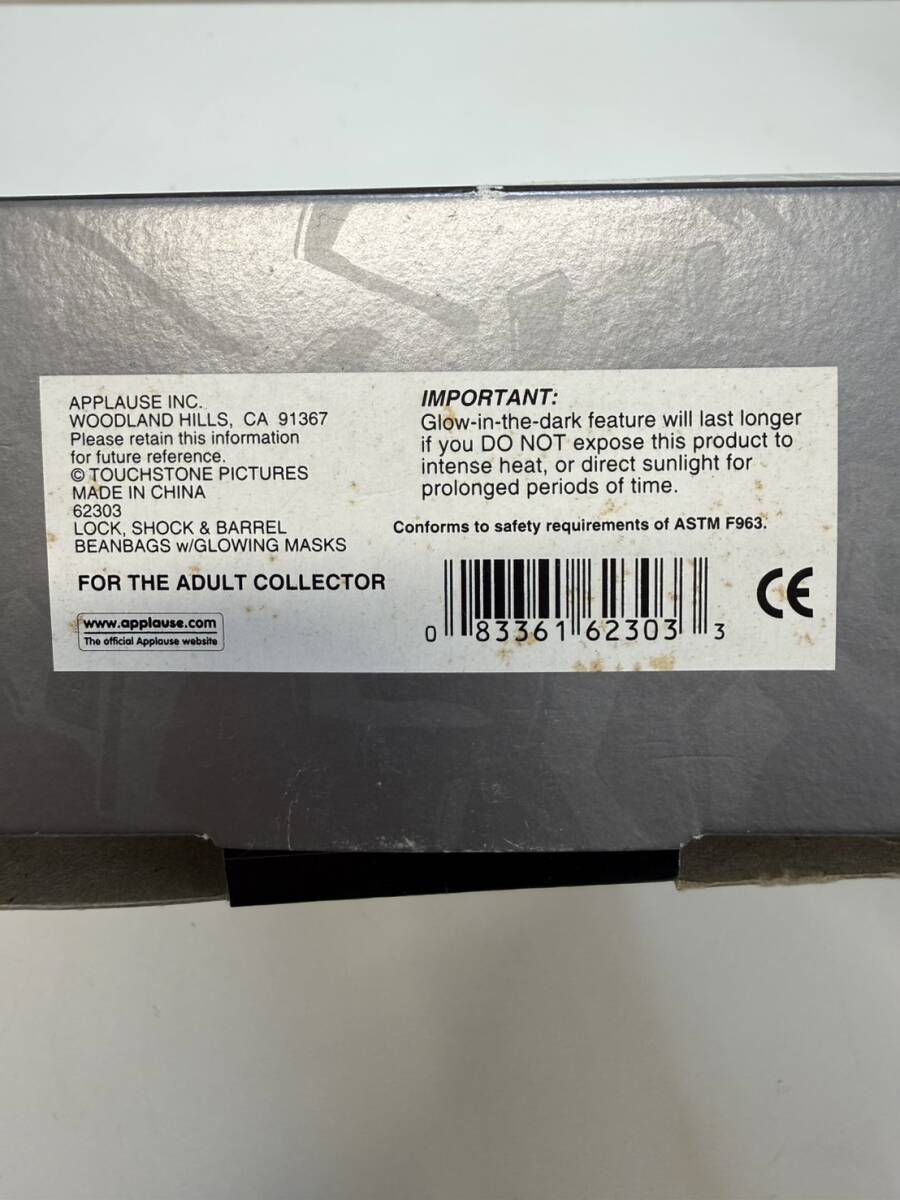 APPLAUSE INC.
WOODLAND HILLS, CA 91367
Please retain this information
for future reference.
© TOUCHSTONE PICTURES
MADE IN CHINA
62303
LOCK, SHOCK & BARREL
BEANBAGS w/GLOWING MASKS
FOR THE ADULT COLLECTOR
www.applause.com
The official Applause website
IMPORTANT:
Glow-in-the-dark feature will last longer
if you DO NOT expose this product to
intense heat, or direct sunlight for
prolonged periods of time.
Conforms to safety requirements of ASTM F963.
0 83361 62303 3
CE